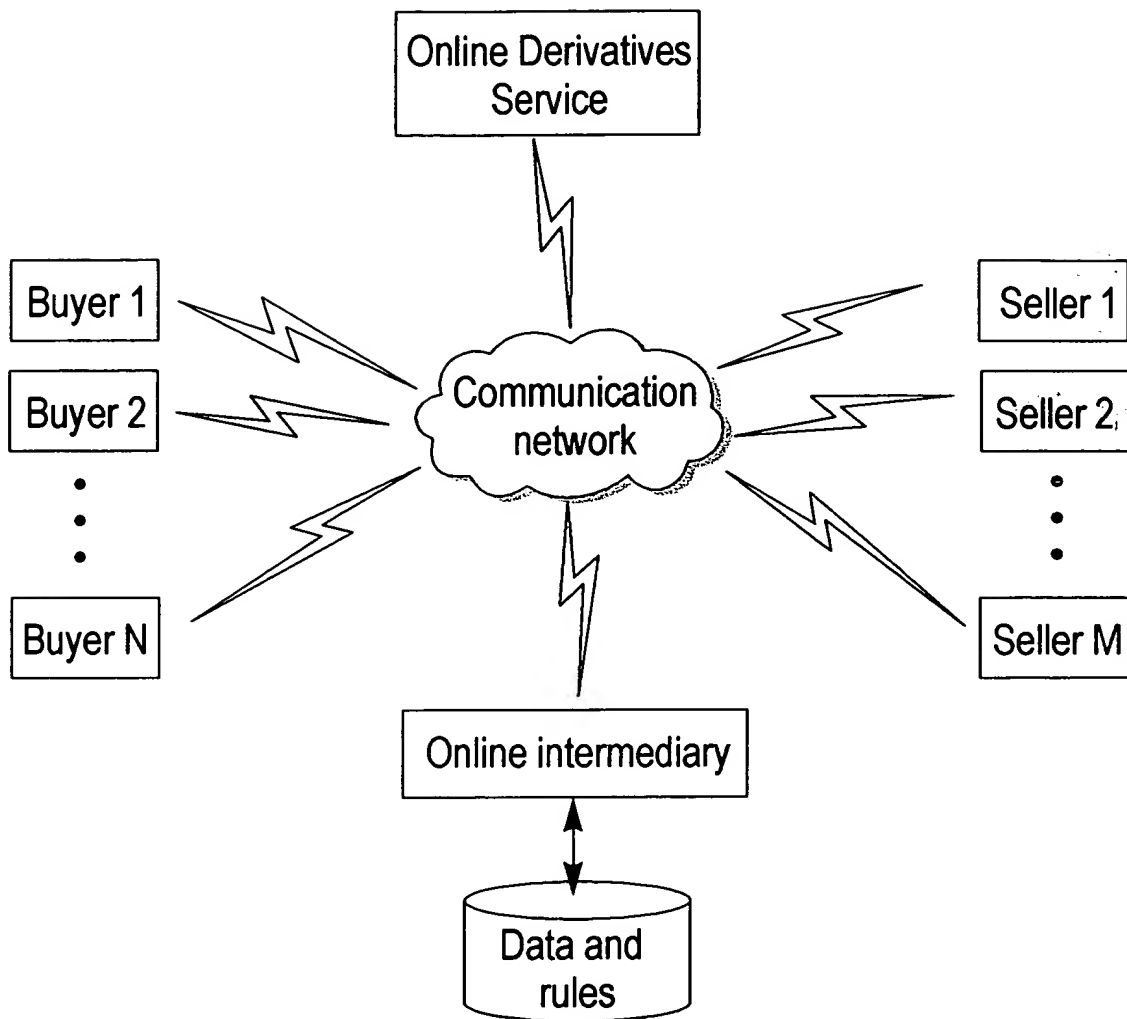 Online Derivatives
Service
Buyer 1
Seller 1
Communication
network
Buyer 2
Seller 2
Buyer N
Seller M
Online intermediary
Data and
rules